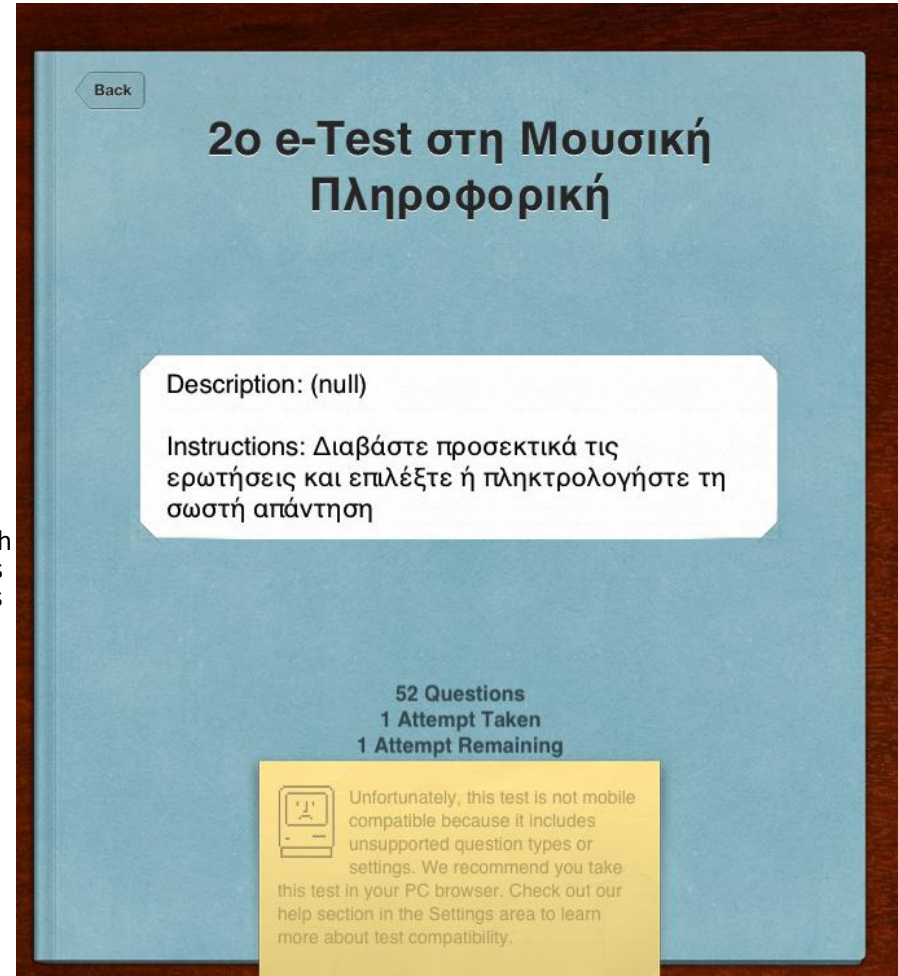 Back
2ο e-Test στη Μουσική
Πληροφορική
Description: (null)
Instructions: Διαβάστε προσεκτικά τις
ερωτήσεις και επιλέξτε ή πληκτρολογήστε τη
σωστή απάντηση
52 Questions
1 Attempt Taken
1 Attempt Remaining
Unfortunately, this test is not mobile
compatible because it includes
unsupported question types or
settings. We recommend you take
this test in your PC browser. Check out our
help section in the Settings area to learn
more about test compatibility.